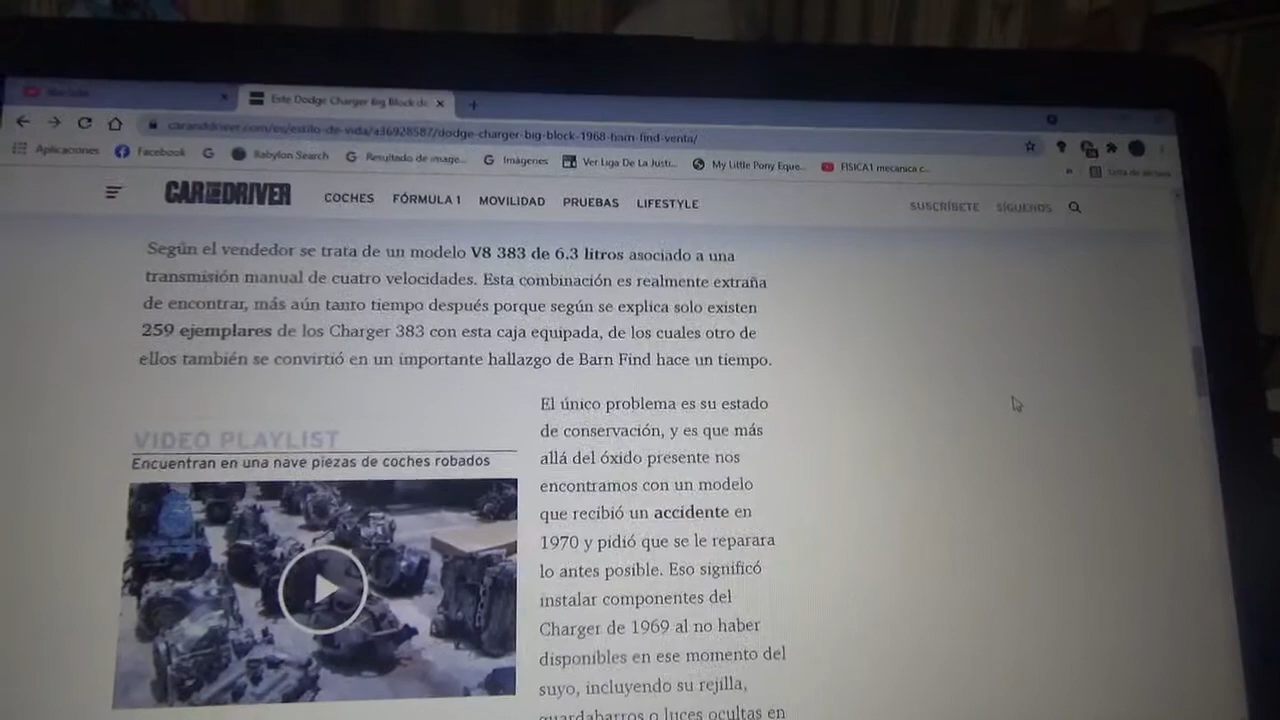 Este Dodge Charger Big Block de
caranddriver.com/es/estilo-de-vida/a36928587/dodge-charger-big-block-1968-ham-find-venta/
Aplicaciones Facebook Babylon Search Resultado de image... Imágenes Ver Liga De La Justi... My Little Pony Eque... FISICA1 mecanica c...
CAR AND DRIVER COCHES FÓRMULA 1 MOVILIDAD PRUEBAS LIFESTYLE SUSCRÍBETE SÍGUENOS
Según el vendedor se trata de un modelo V8 383 de 6.3 litros asociado a una
transmisión manual de cuatro velocidades. Esta combinación es realmente extraña
de encontrar, más aún tanto tiempo después porque según se explica solo existen
259 ejemplares de los Charger 383 con esta caja equipada, de los cuales otro de
ellos también se convirtió en un importante hallazgo de Barn Find hace un tiempo.
VIDEO PLAYLIST
Encuentran en una nave piezas de coches robados
El único problema es su estado
de conservación, y es que más
allá del óxido presente nos
encontramos con un modelo
que recibió un accidente en
1970 y pidió que se le reparara
lo antes posible. Eso significó
instalar componentes del
Charger de 1969 al no haber
disponibles en ese momento del
suyo, incluyendo su rejilla,
guardabarros o luces ocultas en